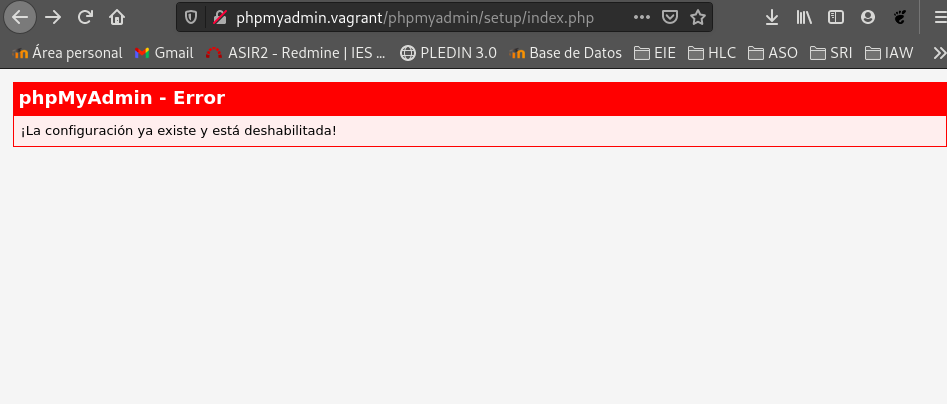 phpmyadmin.vagrant/phpmyadmin/setup/index.php
Área personal Gmail ASIR2 - Redmine | IES ... PLEDIN 3.0 Base de Datos EIE HLC ASO SRI IAW
phpMyAdmin - Error
¡La configuración ya existe y está deshabilitada!